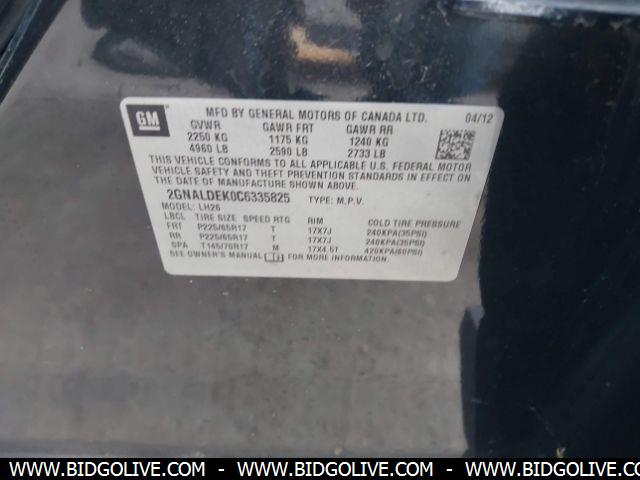 GM
MFD BY GENERAL MOTORS OF CANADA LTD. 04/12
GVWR GAWR FRT GAWR RR
2250 KG 1175 KG 1240 KG
4960 LB 2590 LB 2733 LB
THIS VEHICLE CONFORMS TO ALL APPLICABLE U.S. FEDERAL MOTOR
VEHICLE SAFETY AND THEFT PREVENTION STANDARDS IN EFFECT
ON THE DATE OF MANUFACTURE SHOWN ABOVE.
2GNALDEK0C6335825 TYPE: M.P.V.
MODEL: LH26
LBCL TIRE SIZE SPEED RTG RIM COLD TIRE PRESSURE
FRT P225/65R17 T 17X7J 240KPA(35PSI)
RR P225/65R17 T 17X7J 240KPA(35PSI)
SPA T145/70R17 M 17X4.5T 420KPA(60PSI)
SEE OWNER'S MANUAL FOR MORE INFORMATION.
WWW.BIDGOLIVE.COM - WWW.BIDGOLIVE.COM - WWW.BIDGOLIVE.COM